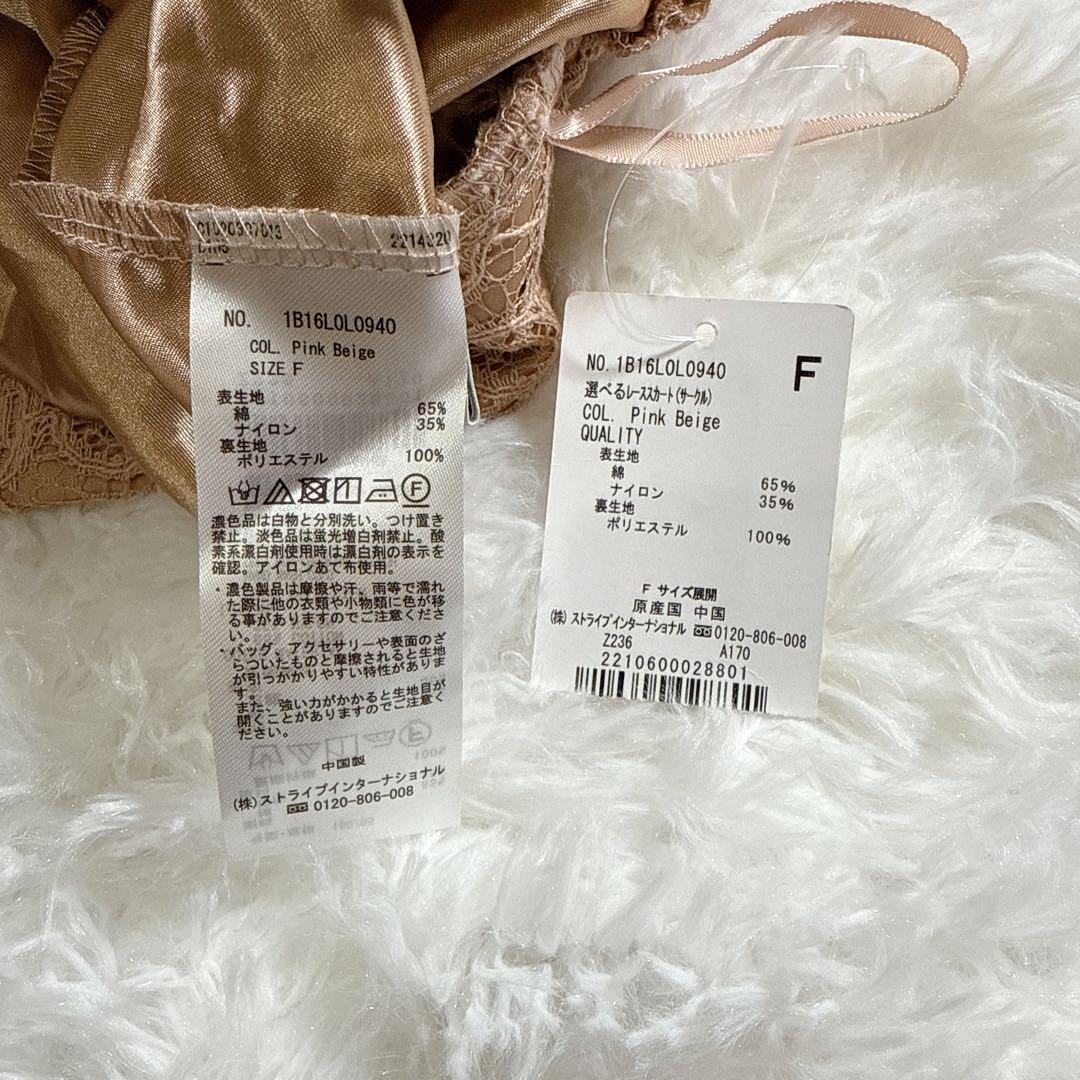 2214320
NO. 1B16L0L0940
COL. Pink Beige
SIZE F
表生地
綿 65%
ナイロン 35%
裏生地
ポリエステル 100%
濃色品は白物と分別洗い。つけ置き
禁止。淡色品は蛍光増白剤禁止。酸
素系漂白剤使用時は漂白剤の表示を
確認。アイロンあて布使用。
・濃色製品は摩擦や汗、雨等で濡れ
た際に他の衣類や小物類に色が移
る事がありますのでご注意くださ
い。
・バッグ、アクセサリーや表面のざ
らついたものと摩擦されると生地
が引っかかりやすい特性がありま
す。
また、強い力がかかると生地目が
開くことがありますのでご注意く
ださい。
中国製
(株)ストライプインターナショナル
0120-806-008
NO. 1B16L0L0940
F
選べるレーススカート(サークル)
COL. Pink Beige
QUALITY
表生地
綿 65%
ナイロン 35%
裏生地
ポリエステル 100%
F サイズ展開
原産国 中国
(株) ストライプインターナショナル 0120-806-008
Z236 A170
2210600028801